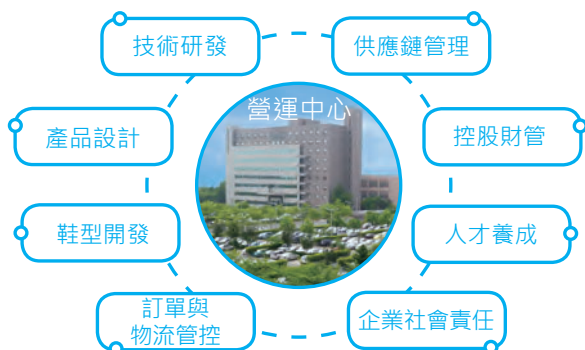 技術研發
供應鏈管理
營運中心
產品設計
控股財管
鞋型開發
人才養成
訂單與
物流管控
企業社會責任